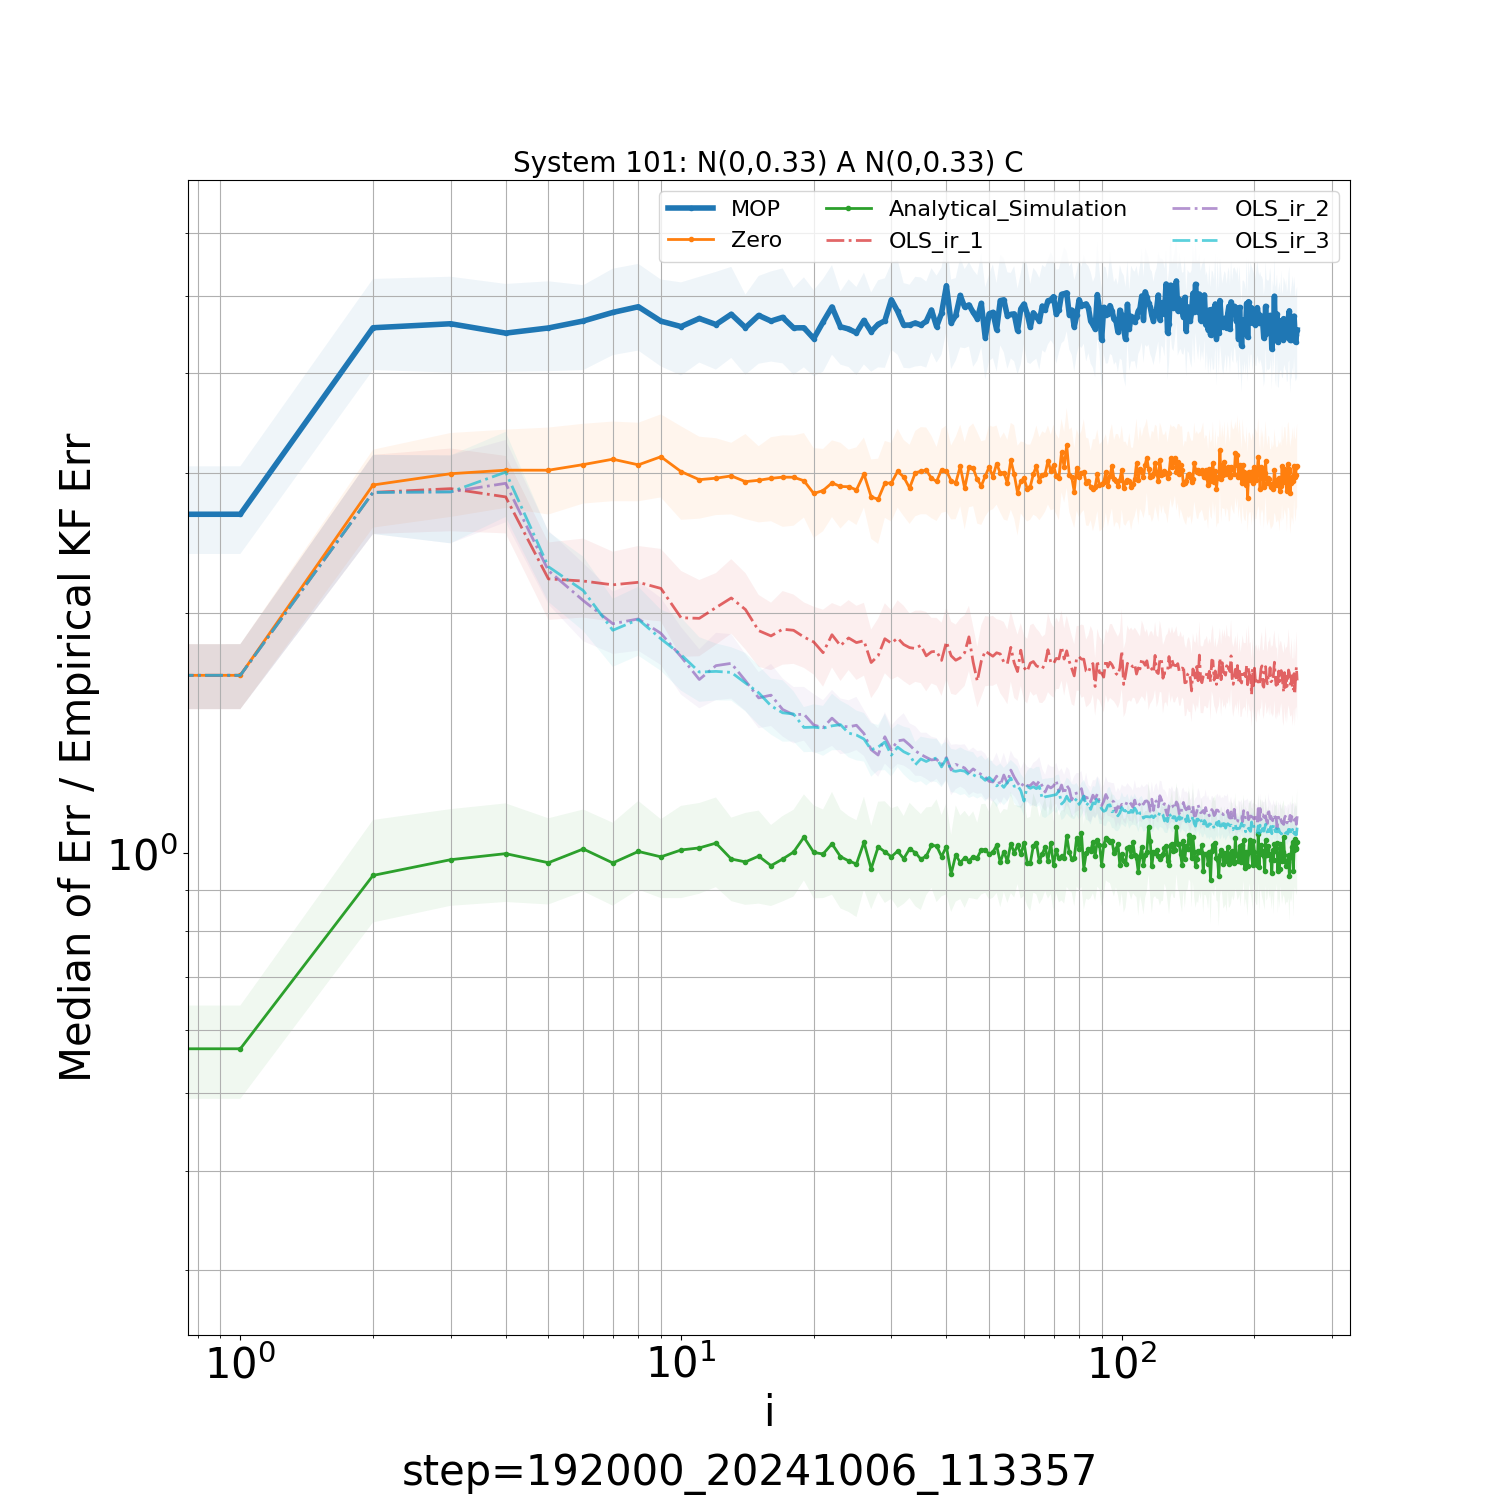 System 101: N(0,0.33) A N(0,0.33) C
MOP
Zero
Analytical_Simulation
OLS_ir_1
OLS_ir_2
OLS_ir_3
Median of Err / Empirical KF Err
10⁰
10⁰ 10¹ 10²
i
step=192000_20241006_113357